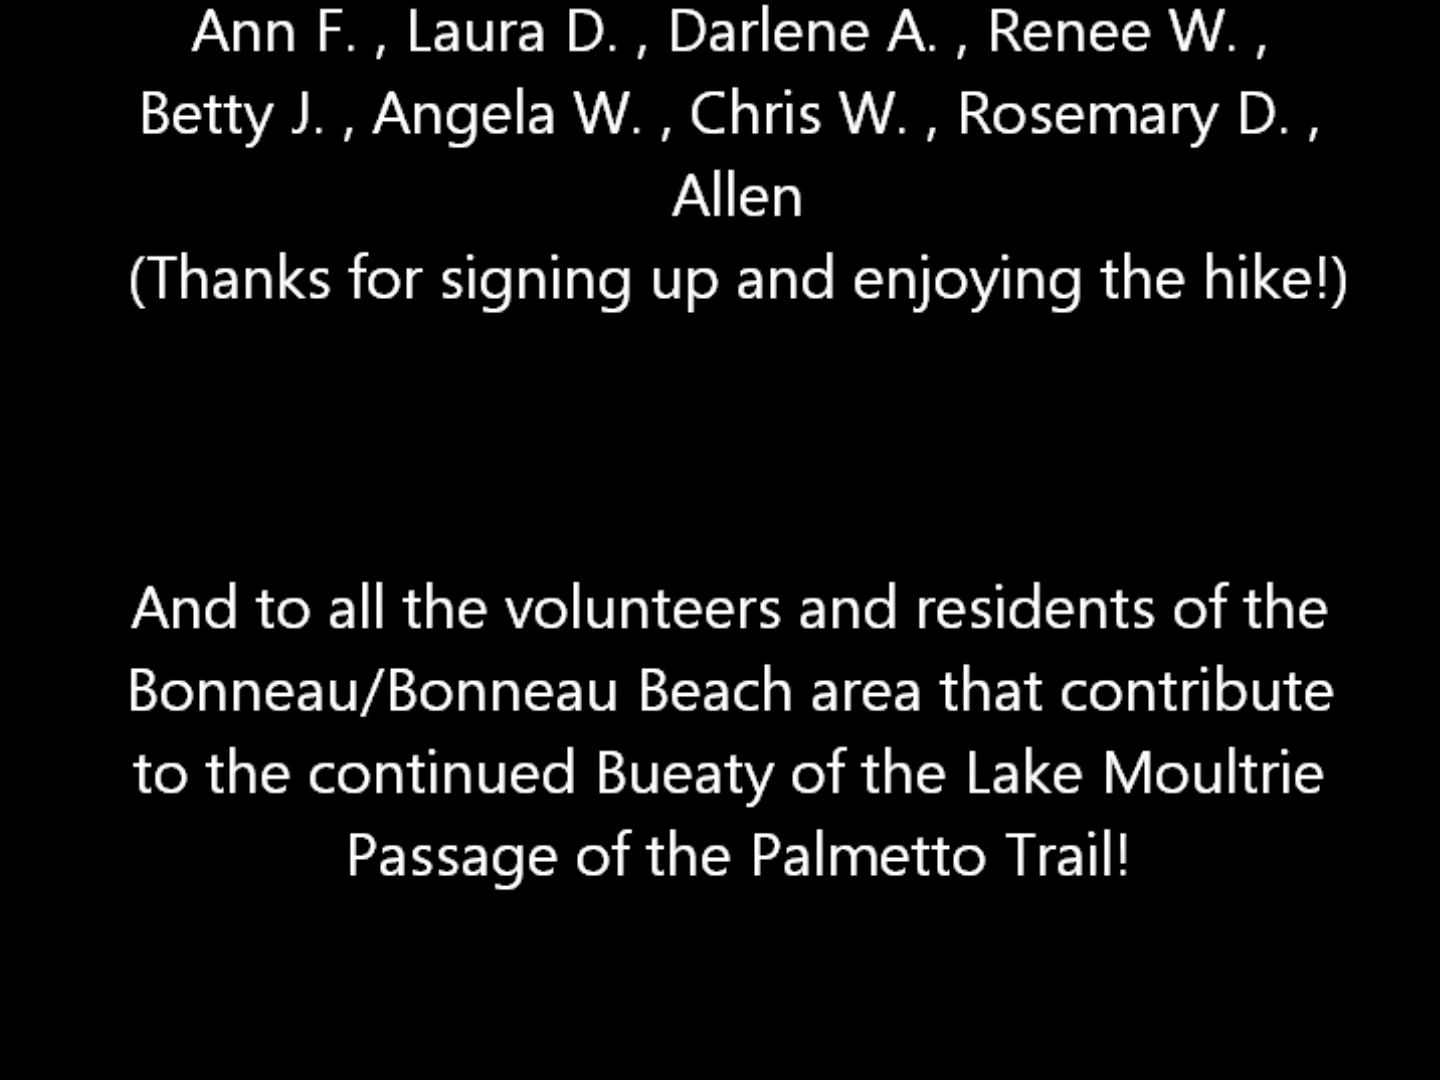 Ann F. , Laura D. , Darlene A. , Renee W. ,
Betty J. , Angela W. , Chris W. , Rosemary D. ,
Allen
(Thanks for signing up and enjoying the hike!)
And to all the volunteers and residents of the
Bonneau/Bonneau Beach area that contribute
to the continued Bueaty of the Lake Moultrie
Passage of the Palmetto Trail!